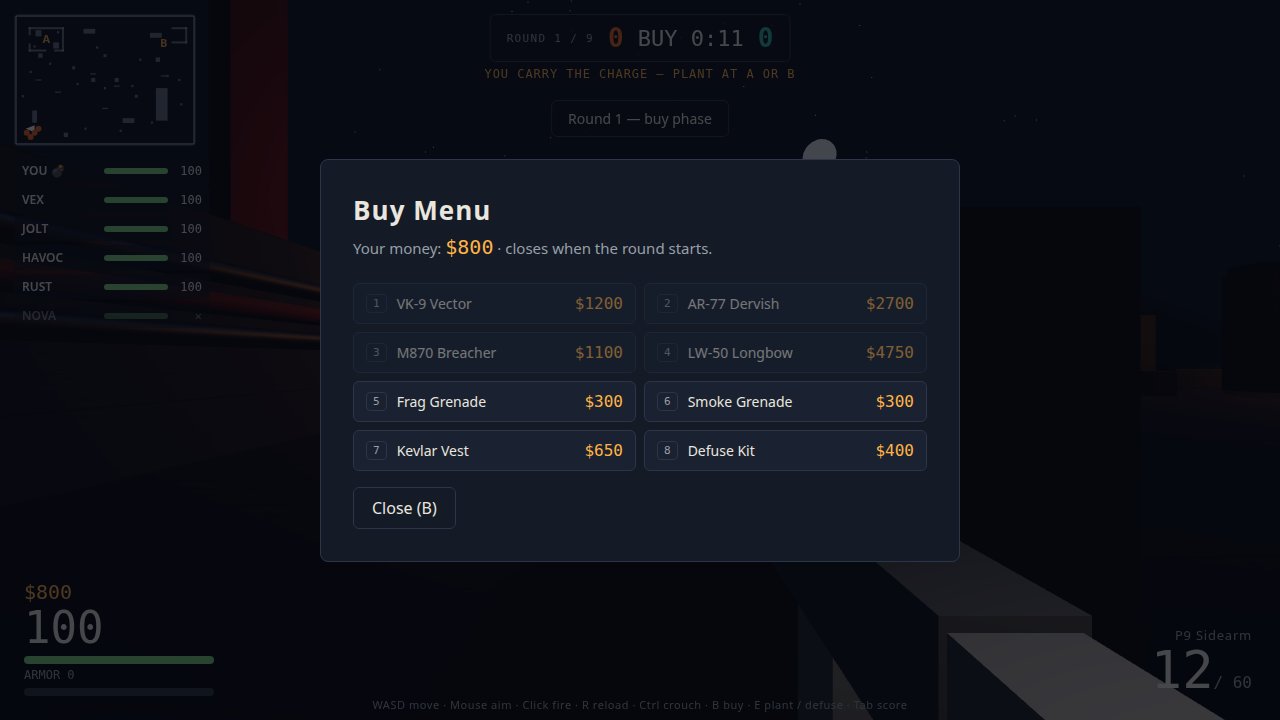 A
B
ROUND 1 / 9 0 BUY 0:11 0
YOU CARRY THE CHARGE — PLANT AT A OR B
Round 1 — buy phase
YOU 100
VEX 100
JOLT 100
HAVOC 100
RUST 100
NOVA ×
Buy Menu
Your money: $800 · closes when the round starts.
1 VK-9 Vector $1200
2 AR-77 Dervish $2700
3 M870 Breacher $1100
4 LW-50 Longbow $4750
5 Frag Grenade $300
6 Smoke Grenade $300
7 Kevlar Vest $650
8 Defuse Kit $400
Close (B)
$800
100
ARMOR 0
P9 Sidearm
12 / 60
WASD move · Mouse aim · Click fire · R reload · Ctrl crouch · B buy · E plant / defuse · Tab score